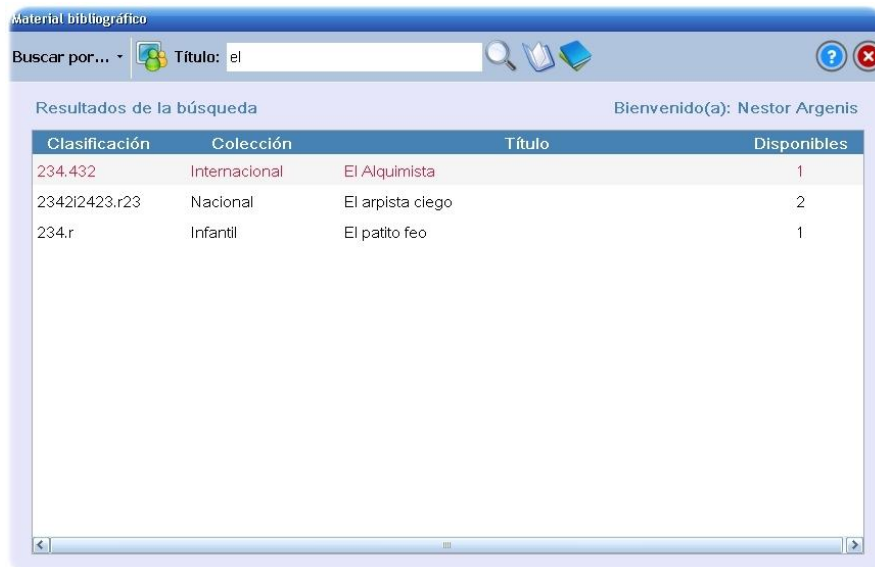 Material bibliográfico
Buscar por... Título: el
Resultados de la búsqueda Bienvenido(a): Nestor Argenis
Clasificación Colección Título Disponibles
234.432 Internacional El Alquimista 1
2342i2423.r23 Nacional El arpista ciego 2
234.r Infantil El patito feo 1